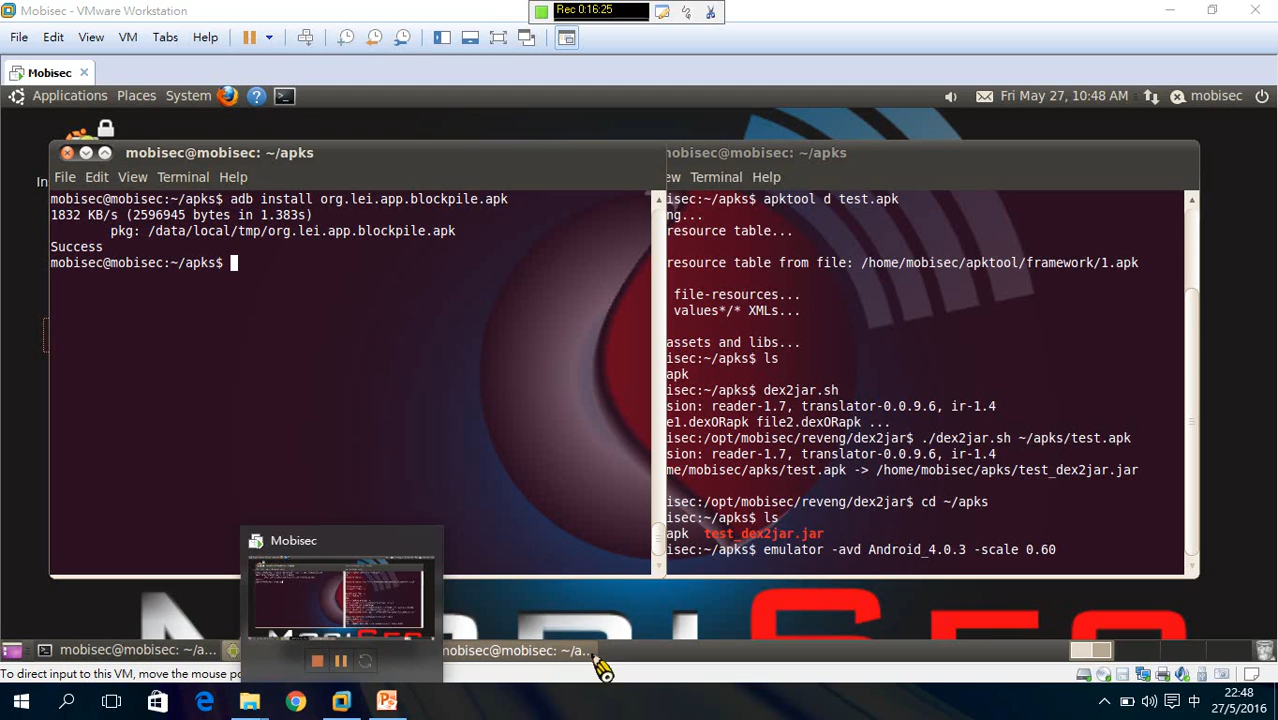 Mobisec - VMware Workstation
Rec 0:16:25
File Edit View VM Tabs Help
Mobisec
Applications Places System
Fri May 27, 10:48 AM mobisec
mobisec@mobisec: ~/apks
File Edit View Terminal Help
mobisec@mobisec:~/apks$ adb install org.lei.app.blockpile.apk
1832 KB/s (2596945 bytes in 1.383s)
pkg: /data/local/tmp/org.lei.app.blockpile.apk
Success
mobisec@mobisec:~/apks$
mobisec@mobisec: ~/apks
ew Terminal Help
isec:~/apks$ apktool d test.apk
ng...
resource table...
resource table from file: /home/mobisec/apktool/framework/1.apk
file-resources...
values*/* XMLs...
assets and libs...
isec:~/apks$ ls
apk
isec:~/apks$ dex2jar.sh
sion: reader-1.7, translator-0.0.9.6, ir-1.4
e1.dexORapk file2.dexORapk ...
isec:/opt/mobisec/reveng/dex2jar$ ./dex2jar.sh ~/apks/test.apk
sion: reader-1.7, translator-0.0.9.6, ir-1.4
me/mobisec/apks/test.apk -> /home/mobisec/apks/test_dex2jar.jar
isec:/opt/mobisec/reveng/dex2jar$ cd ~/apks
isec:~/apks$ ls
apk test_dex2jar.jar
isec:~/apks$ emulator -avd Android_4.0.3 -scale 0.60
Mobisec
mobisec@mobisec: ~/a...
mobisec@mobisec: ~/a...
To direct input to this VM, move the mouse po
中
22:48
27/5/2016